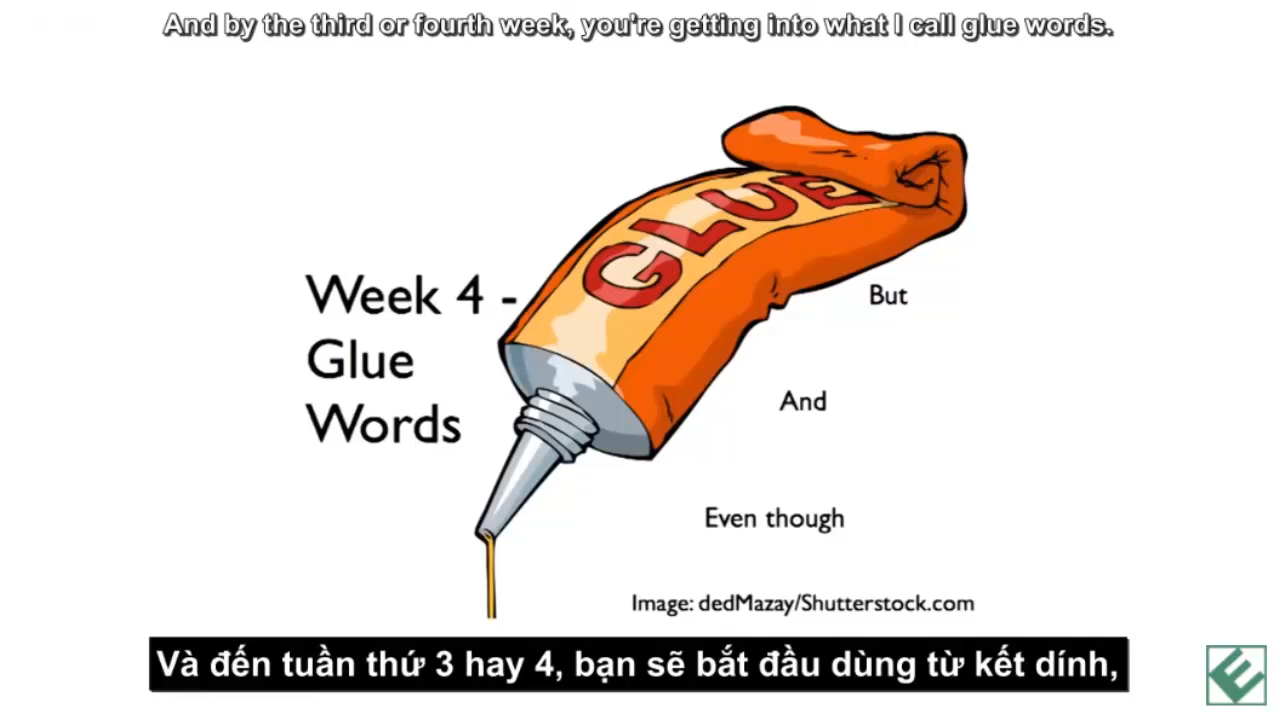 And by the third or fourth week, you're getting into what I call glue words.
GLUE
Week 4 -
Glue
Words
But
And
Even though
Image: dedMazay/Shutterstock.com
Và đến tuần thứ 3 hay 4, bạn sẽ bắt đầu dùng từ kết dính,
E